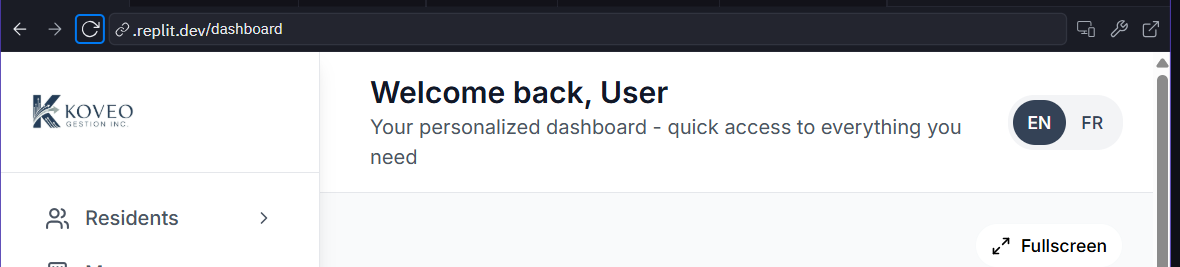 .replit.dev/dashboard
KOVEO
GESTION INC.
Welcome back, User
Your personalized dashboard - quick access to everything you
need
EN FR
Residents
Fullscreen